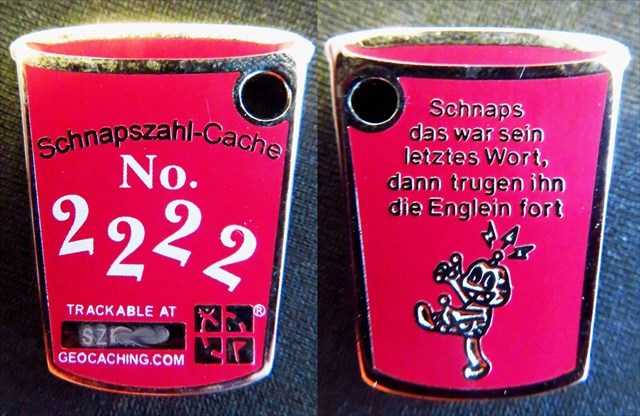 Schnapszahl-Cache
No.
2222
TRACKABLE AT
SZ
GEOCACHING.COM
®
Schnaps
das war sein
letztes Wort,
dann trugen ihn
die Englein fort